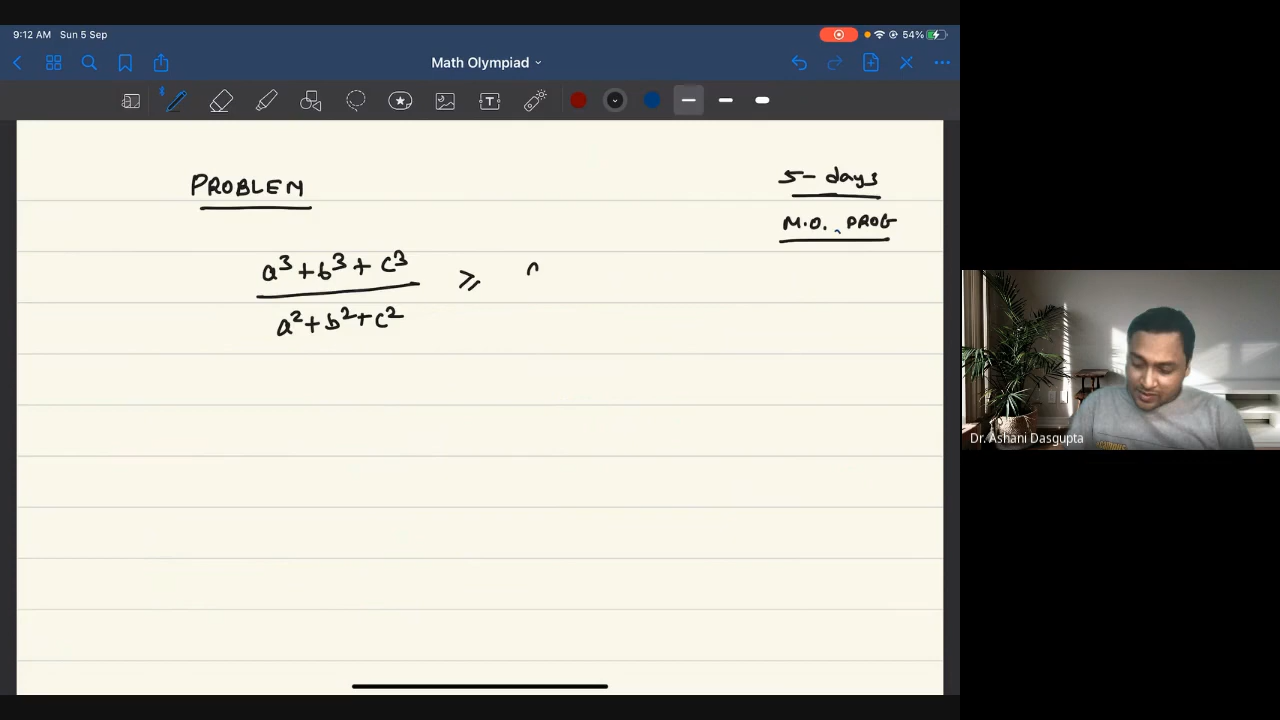 9:12 AM Sun 5 Sep
54%
Math Olympiad
PROBLEM
5- days
M.O. PROG
a³ + b³ + c³
≥
a² + b² + c²
Dr. Ashani Dasgupta